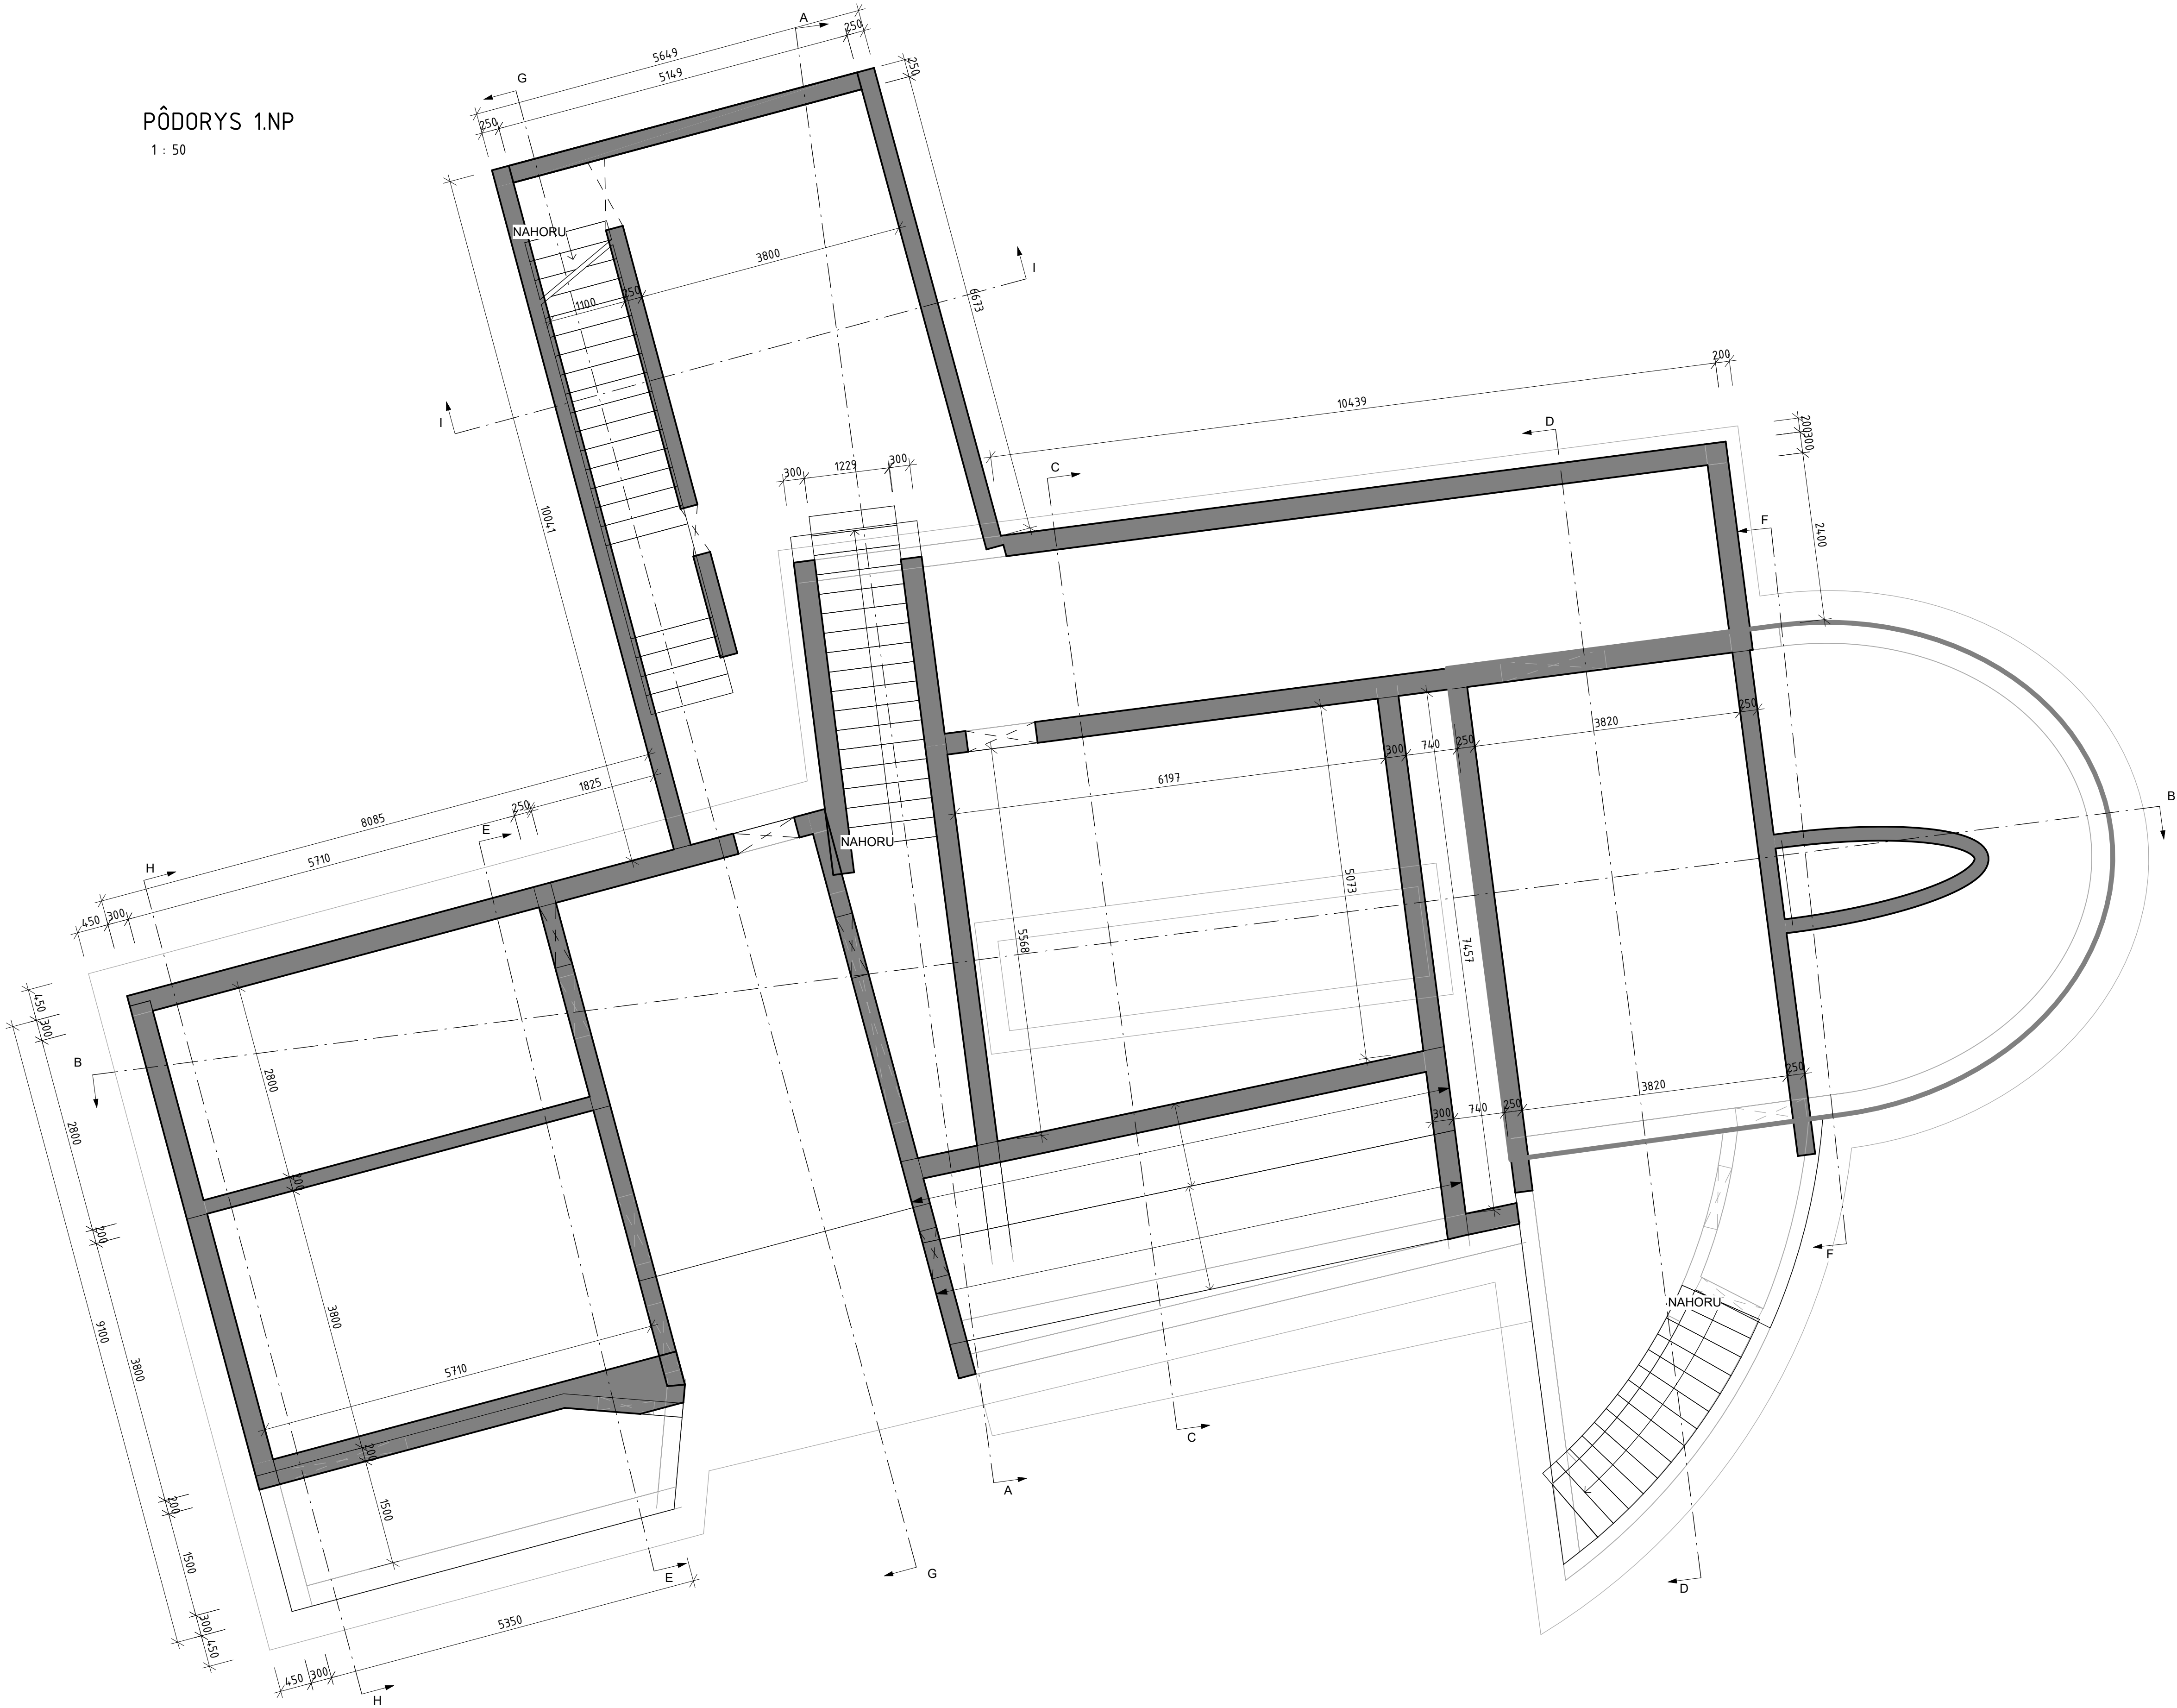 A
250
5649
5149
250
G
250
PÔDORYS 1.NP
1 : 50
NAHORU
3800
I
1100
250
6673
I
200
10439
D
200
300
C
300
1229
300
10041
F
2400
250
3820
300
740
250
6197
8085
1825
250
E
5710
H
450
300
NAHORU
B
5073
5568
7457
450
300
B
2800
2800
250
3820
300
740
250
200
200
9100
3800
3800
F
NAHORU
5710
200
C
A
200
1500
1500
G
E
D
5350
300
450
450
300
H